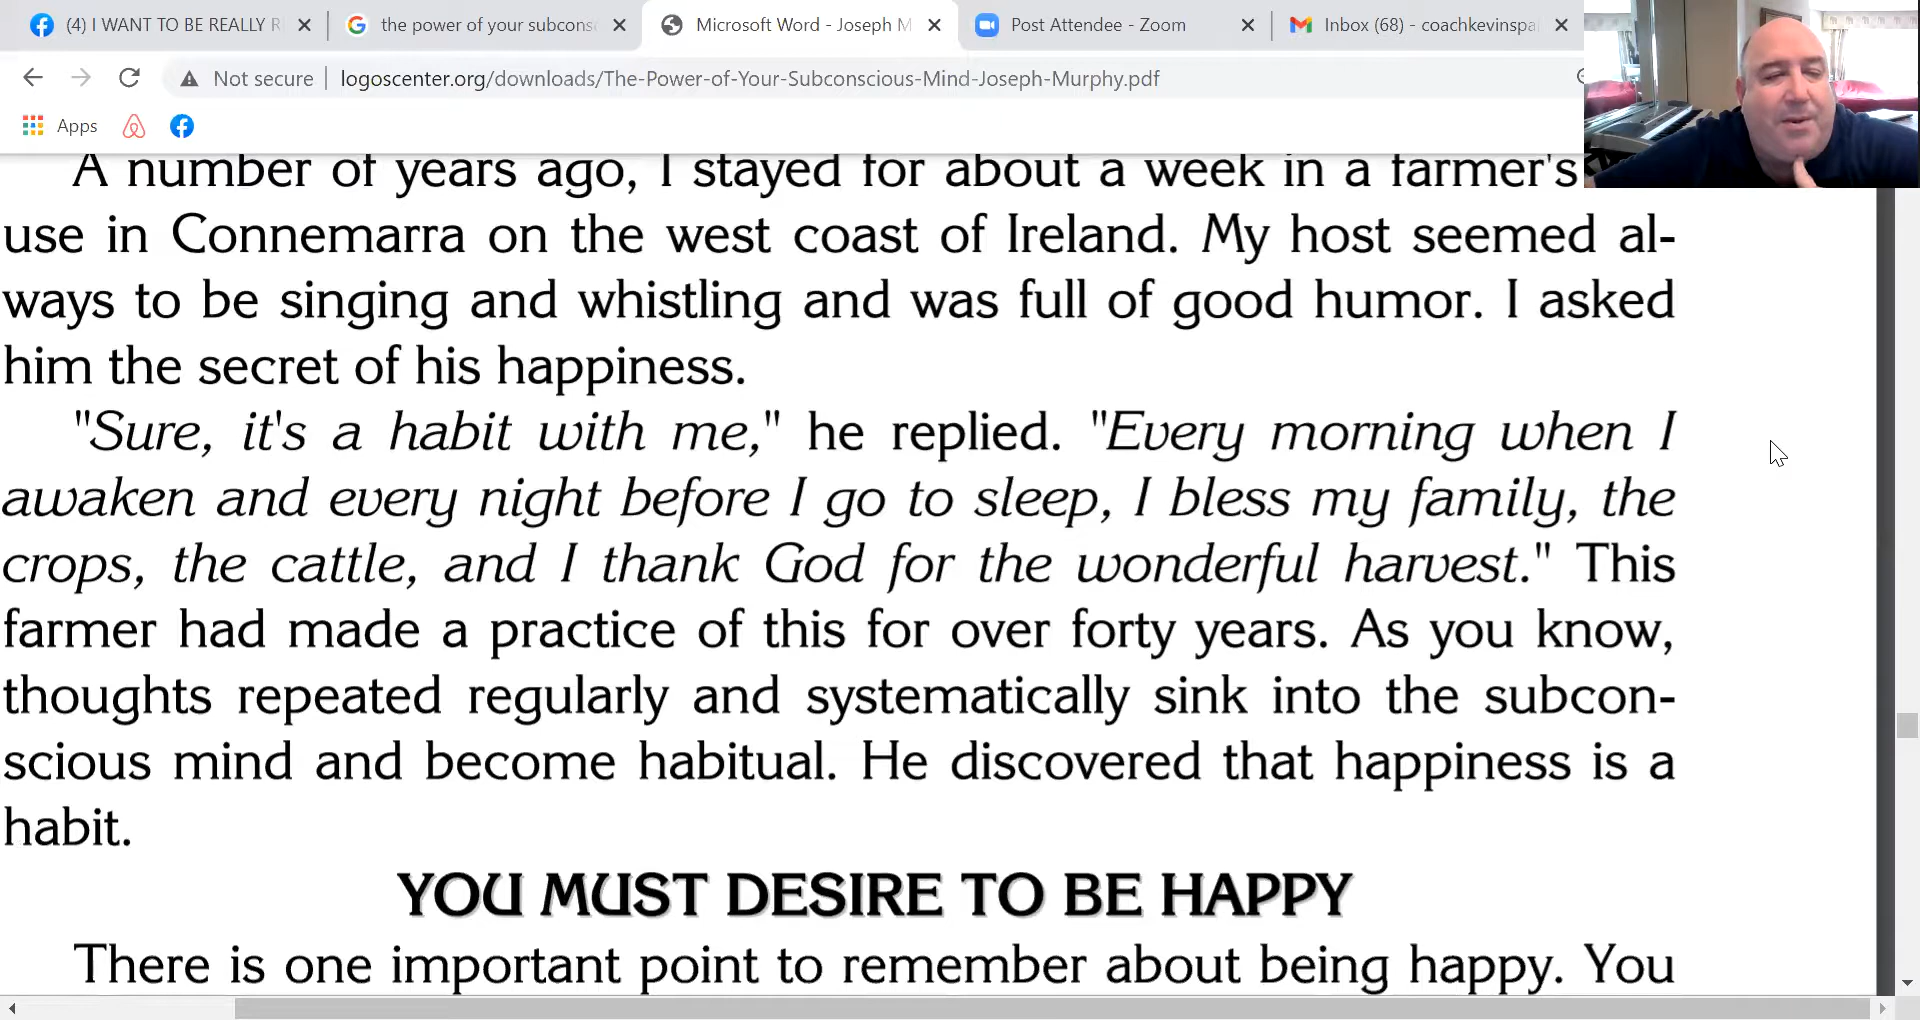 (4) I WANT TO BE REALLY R
the power of your subcons
Microsoft Word - Joseph M
Post Attendee - Zoom
Inbox (68) - coachkevinspa
Not secure
logoscenter.org/downloads/The-Power-of-Your-Subconscious-Mind-Joseph-Murphy.pdf
Apps
A number of years ago, I stayed for about a week in a farmer's
use in Connemarra on the west coast of Ireland. My host seemed al-
ways to be singing and whistling and was full of good humor. I asked
him the secret of his happiness.
"Sure, it's a habit with me," he replied. "Every morning when I
awaken and every night before I go to sleep, I bless my family, the
crops, the cattle, and I thank God for the wonderful harvest." This
farmer had made a practice of this for over forty years. As you know,
thoughts repeated regularly and systematically sink into the subcon-
scious mind and become habitual. He discovered that happiness is a
habit.
YOU MUST DESIRE TO BE HAPPY
There is one important point to remember about being happy. You